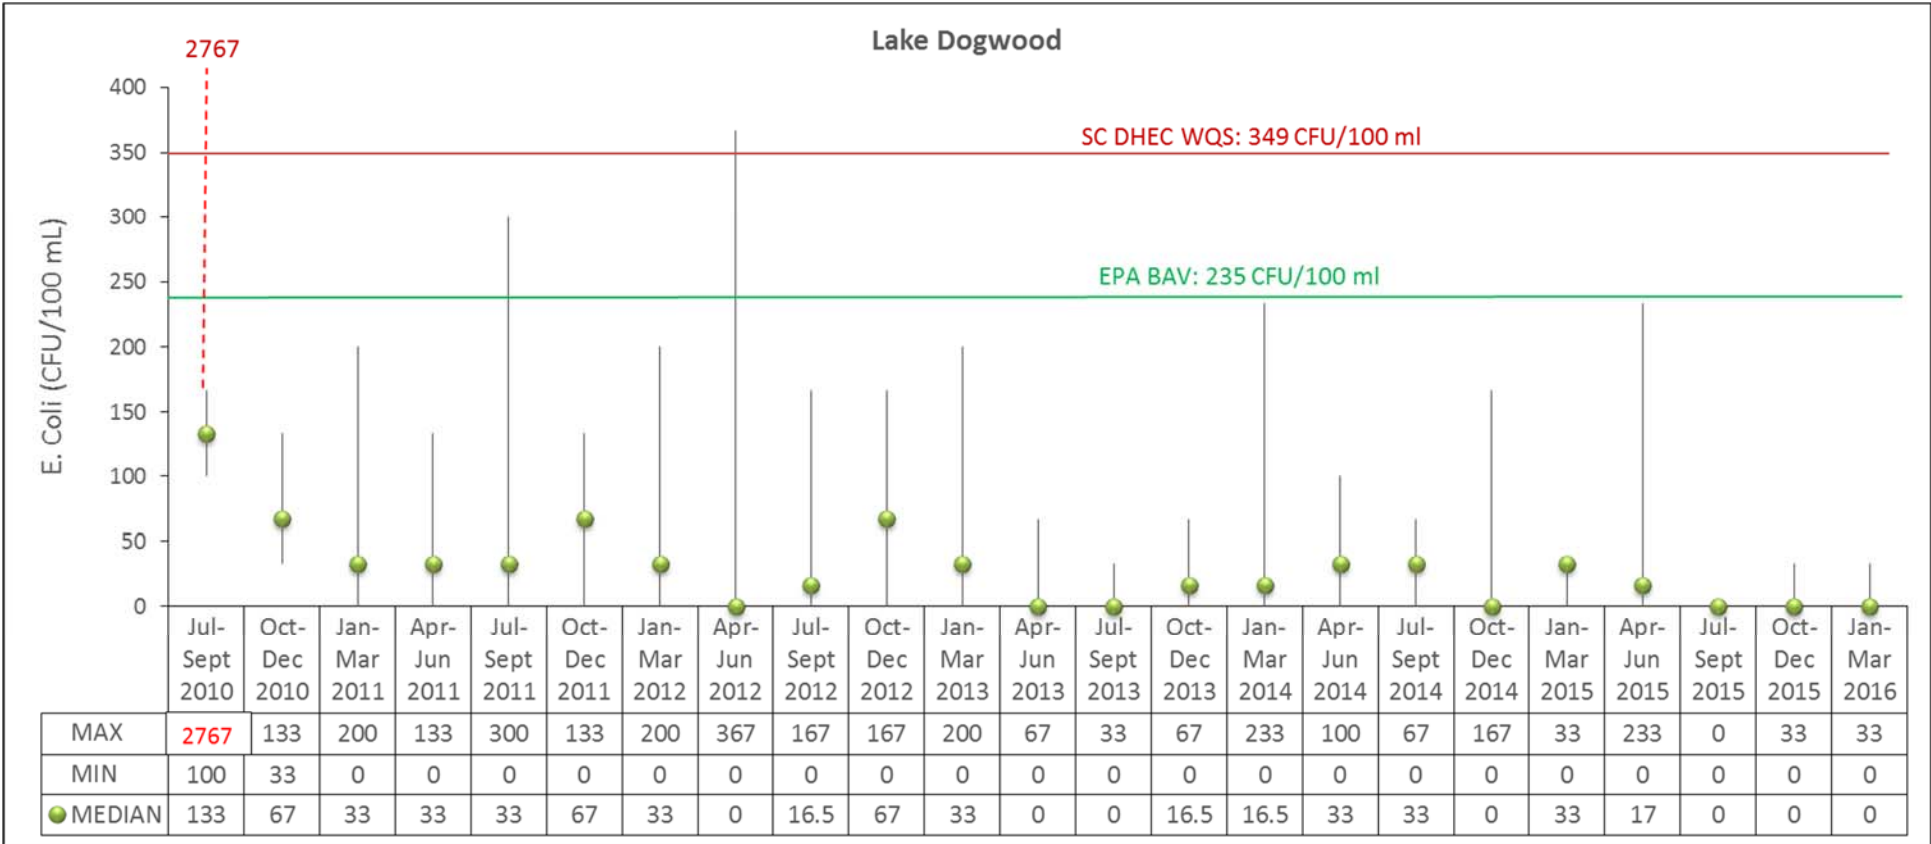 Lake Dogwood
2767
400
350
300
250
200
150
100
50
0
E. Coli (CFU/100 mL)
SC DHEC WQS: 349 CFU/100 ml
EPA BAV: 235 CFU/100 ml
Jul- Oct- Jan- Apr- Jul- Oct- Jan- Apr- Jul- Oct- Jan- Apr- Jul- Oct- Jan- Apr- Jul- Oct- Jan- Apr- Jul- Oct- Jan-
Sept Dec Mar Jun Sept Dec Mar Jun Sept Dec Mar Jun Sept Dec Mar Jun Sept Dec Mar Jun Sept Dec Mar
2010 2010 2011 2011 2011 2011 2012 2012 2012 2012 2013 2013 2013 2013 2014 2014 2014 2014 2015 2015 2015 2015 2016
MAX 2767 133 200 133 300 133 200 367 167 167 200 67 33 67 233 100 67 167 33 233 0 33 33
MIN 100 33 0 0 0 0 0 0 0 0 0 0 0 0 0 0 0 0 0 0 0 0 0
MEDIAN 133 67 33 33 33 67 33 0 16.5 67 33 0 0 16.5 16.5 33 33 0 33 17 0 0 0